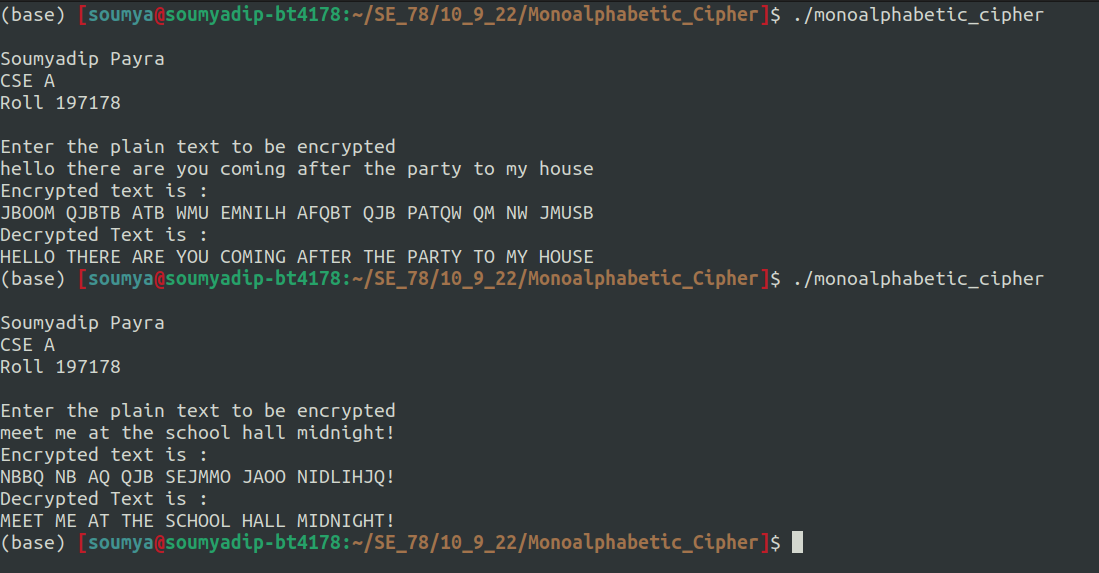 (base) [soumya@soumyadip-bt4178:~/SE_78/10_9_22/Monoalphabetic_Cipher]$ ./monoalphabetic_cipher
Soumyadip Payra
CSE A
Roll 197178
Enter the plain text to be encrypted
hello there are you coming after the party to my house
Encrypted text is :
JBOOM QJBTB ATB WMU EMNILH AFQBT QJB PATQW QM NW JMUSB
Decrypted Text is :
HELLO THERE ARE YOU COMING AFTER THE PARTY TO MY HOUSE
(base) [soumya@soumyadip-bt4178:~/SE_78/10_9_22/Monoalphabetic_Cipher]$ ./monoalphabetic_cipher
Soumyadip Payra
CSE A
Roll 197178
Enter the plain text to be encrypted
meet me at the school hall midnight!
Encrypted text is :
NBBQ NB AQ QJB SEJMMO JAOO NIDLIHJQ!
Decrypted Text is :
MEET ME AT THE SCHOOL HALL MIDNIGHT!
(base) [soumya@soumyadip-bt4178:~/SE_78/10_9_22/Monoalphabetic_Cipher]$